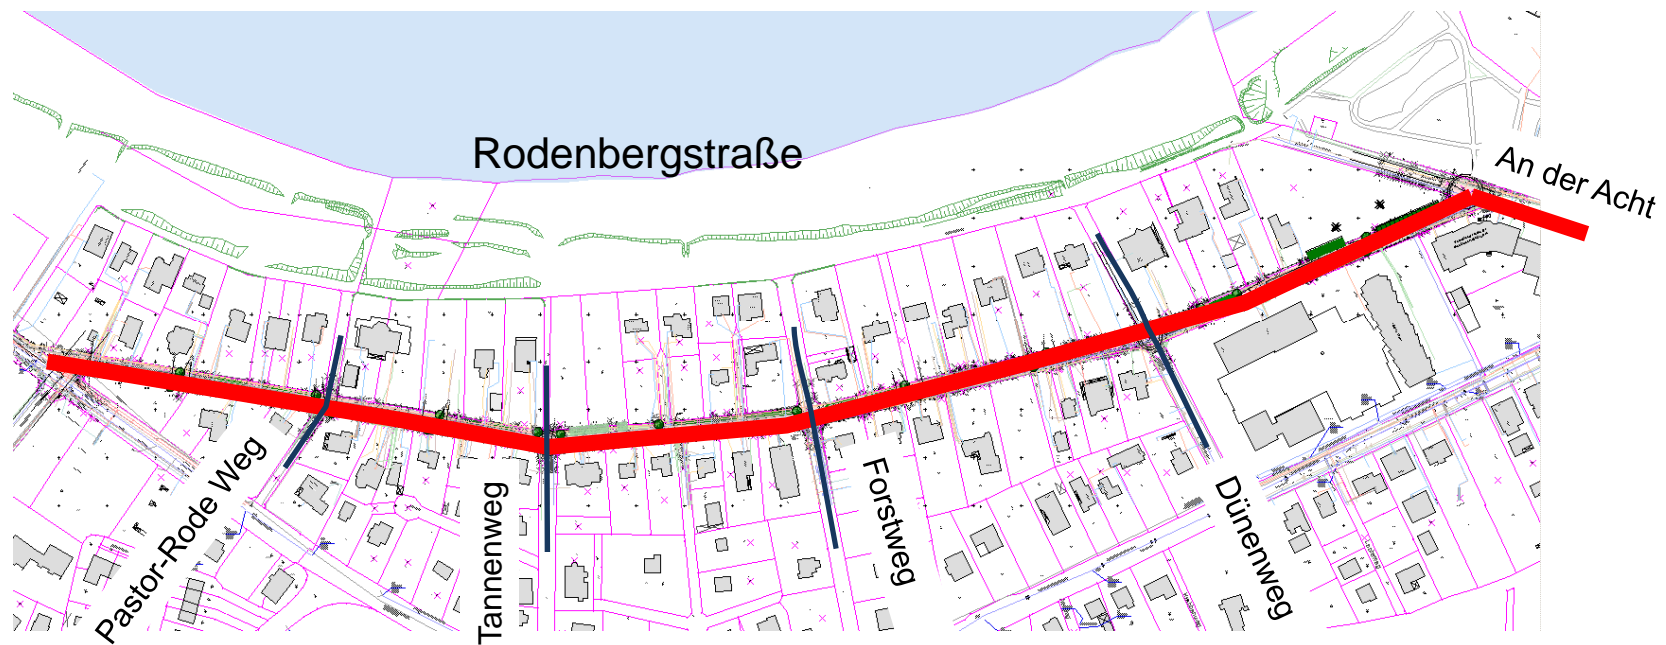 Rodenbergstraße
An der Acht
Pastor-Rode Weg
Tannenweg
Forstweg
Dünenweg